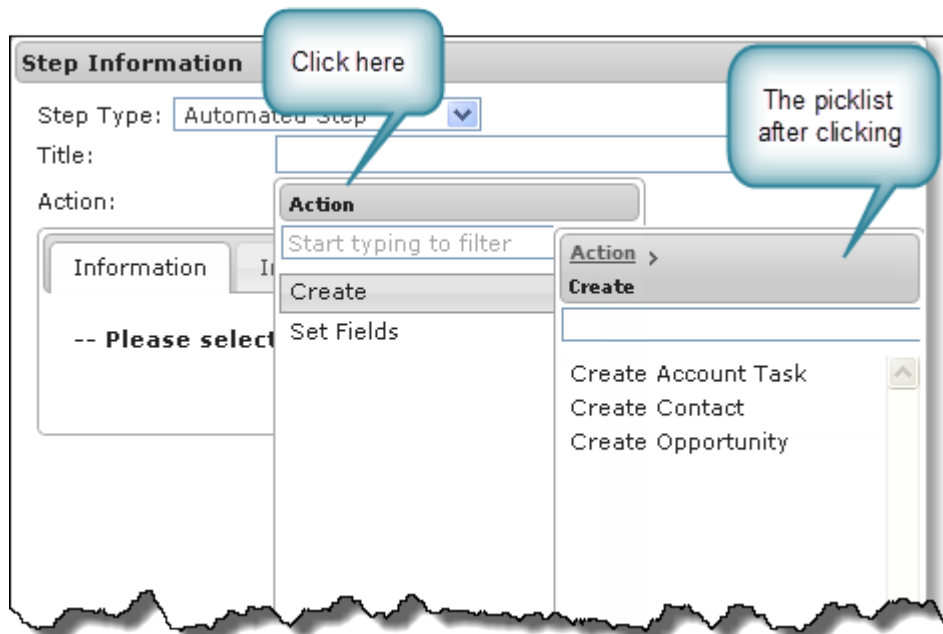 Click here
Step Information
The picklist
after clicking
Step Type: Automated Step
Title:
Action:
Action
Start typing to filter
Action >
Create
Information
Create
-- Please select
Set Fields
Create Account Task
Create Contact
Create Opportunity